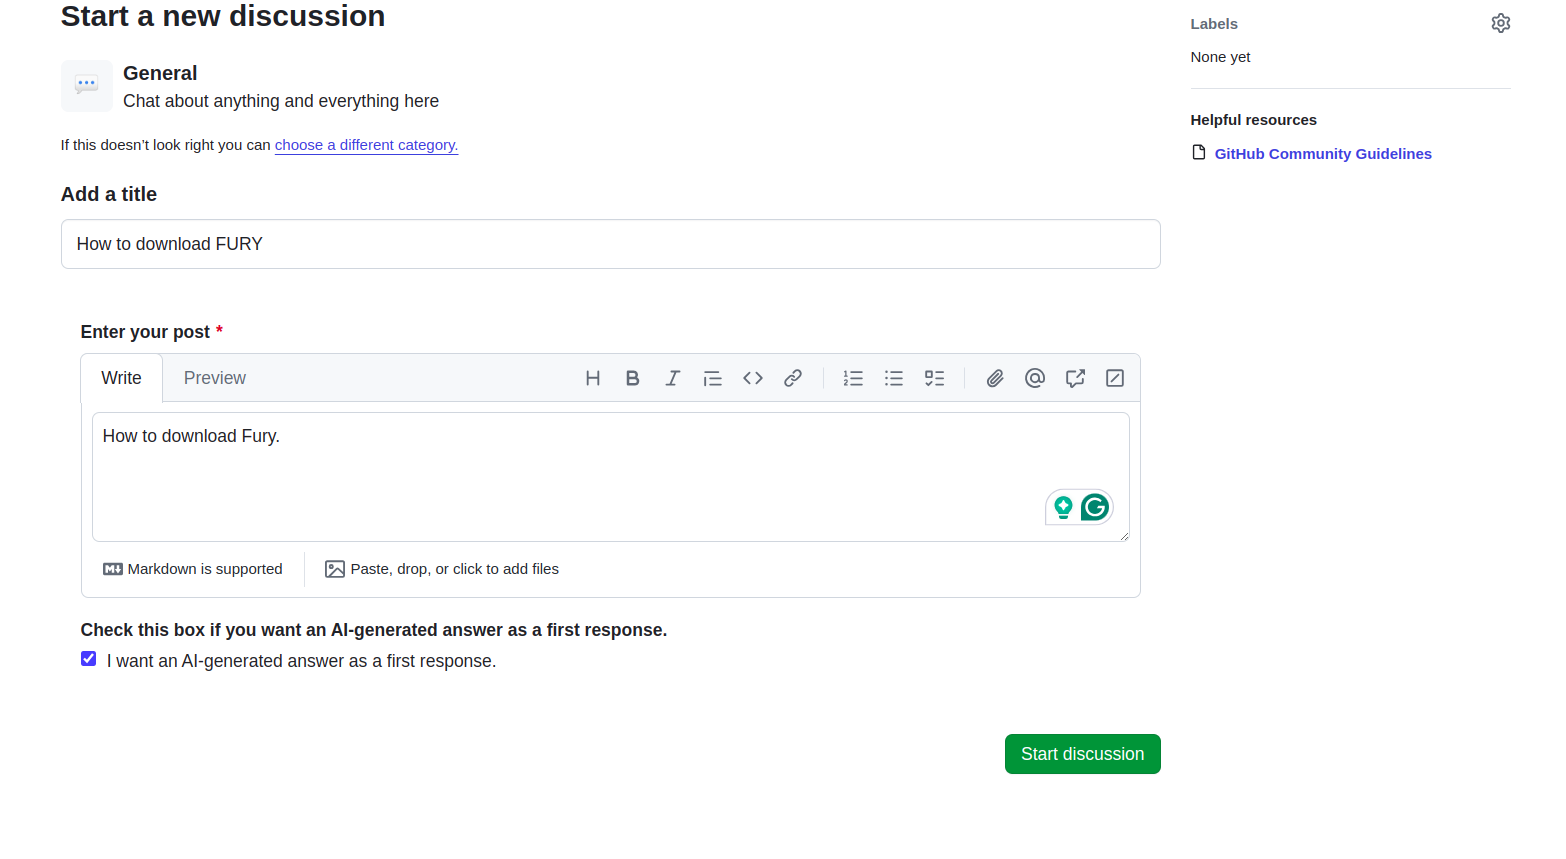 Start a new discussion
General
Chat about anything and everything here
If this doesn’t look right you can choose a different category.
Add a title
How to download FURY
Enter your post *
Write Preview
How to download Fury.
Markdown is supported Paste, drop, or click to add files
Check this box if you want an AI-generated answer as a first response.
I want an AI-generated answer as a first response.
Start discussion
Labels
None yet
Helpful resources
GitHub Community Guidelines